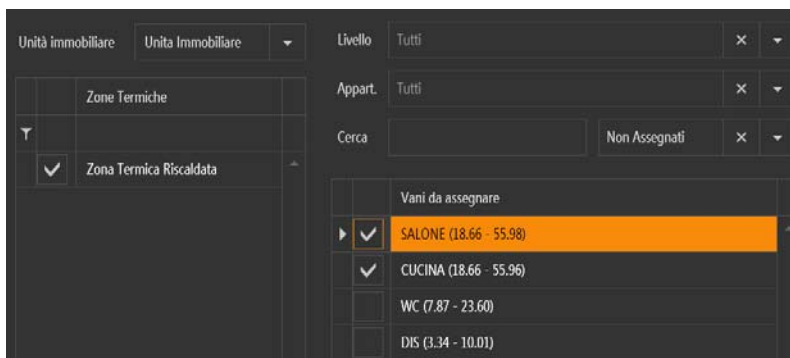 Unità immobiliare Unita Immobiliare
Zone Termiche
Zona Termica Riscaldata
Livello Tutti
Appart. Tutti
Cerca Non Assegnati
Vani da assegnare
SALONE (18.66 - 55.98)
CUCINA (18.66 - 55.96)
WC (7.87 - 23.60)
DIS (3.34 - 10.01)